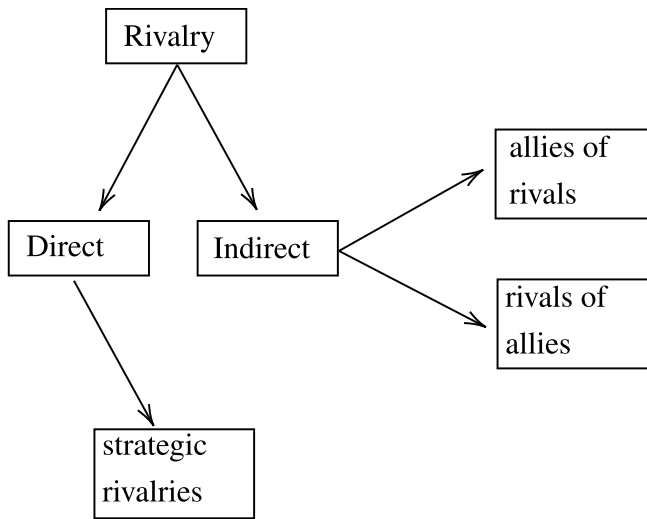 Rivalry
Direct
Indirect
allies of
rivals
rivals of
allies
strategic
rivalries